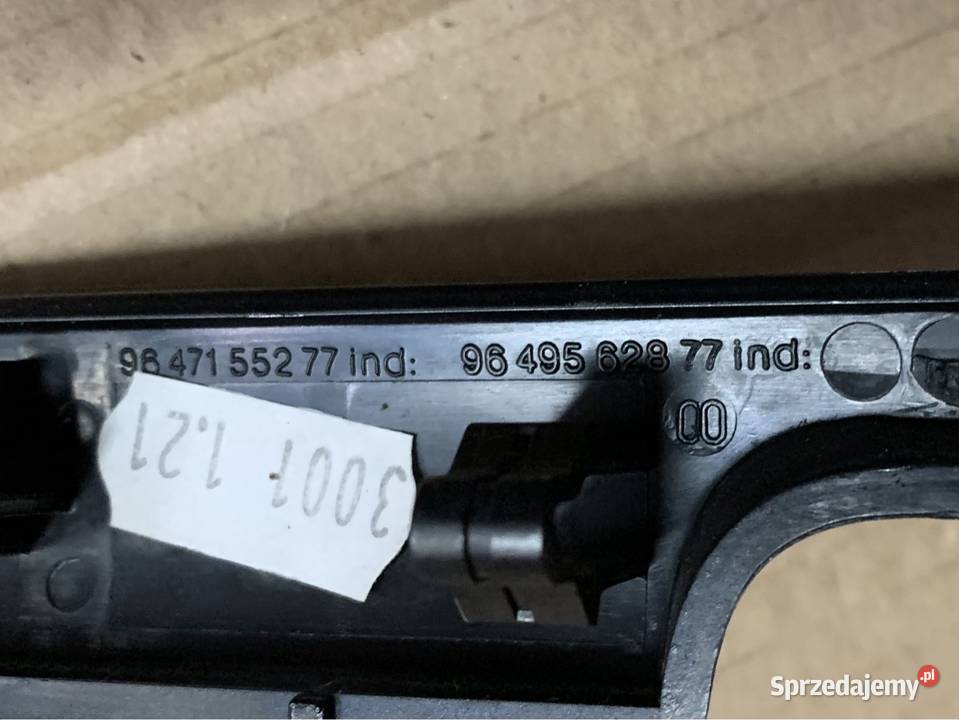 96 471 552 77 ind: 96 495 628 77 ind:
00
3001 1.21
Sprzedajemy.pl